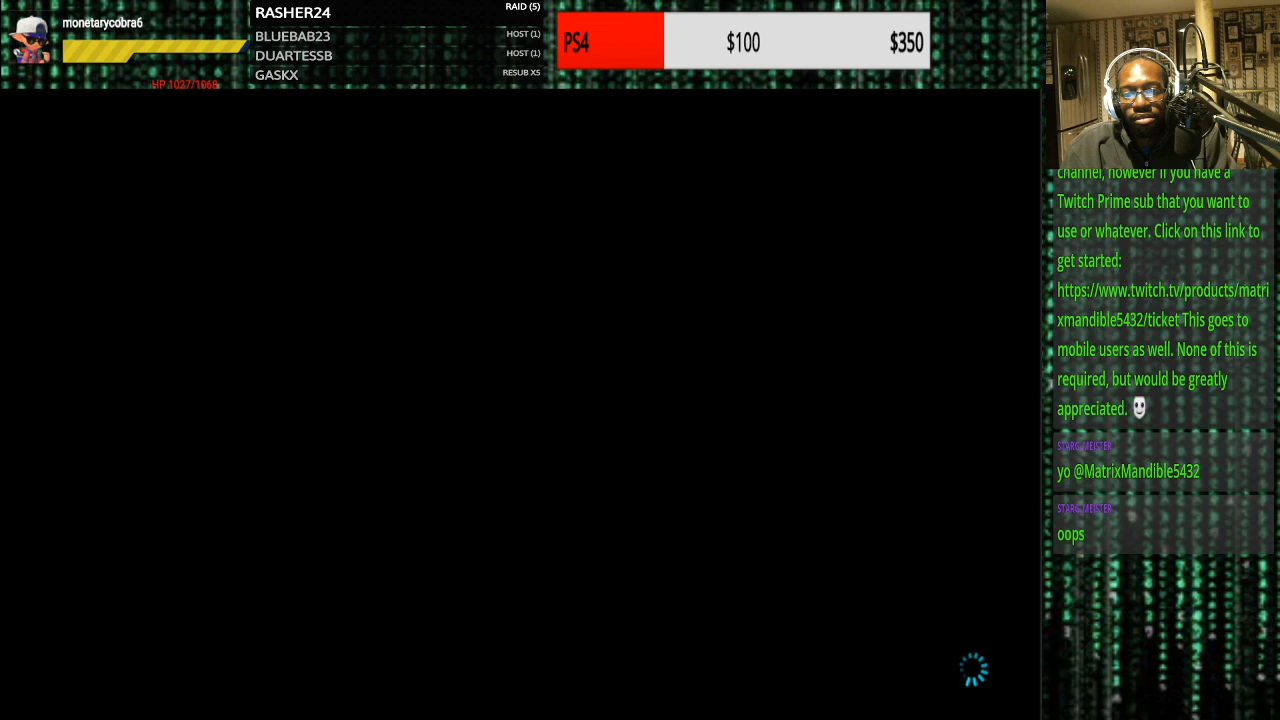 monetarycobra6
HP 1027/1068
RASHER24 RAID (5)
BLUEBAB23 HOST (1)
DUARTESSB HOST (1)
GASKX RESUB X5
PS4 $100 $350
channel, however if you have a
Twitch Prime sub that you want to
use or whatever. Click on this link to
get started:
https://www.twitch.tv/products/matri
xmandible5432/ticket This goes to
mobile users as well. None of this is
required, but would be greatly
appreciated.
STARG_MEISTER
yo @MatrixMandible5432
STARG_MEISTER
oops